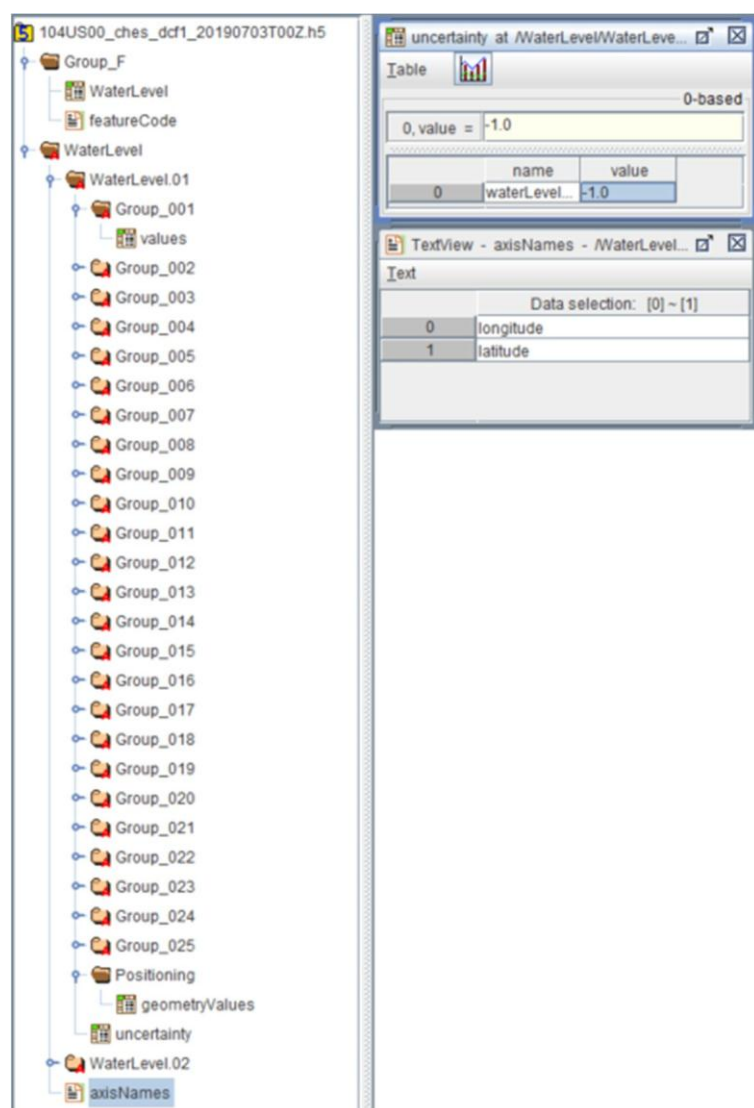 104US00_ches_dcf1_20190703T00Z.h5
Group_F
WaterLevel
featureCode
WaterLevel
WaterLevel.01
Group_001
values
Group_002
Group_003
Group_004
Group_005
Group_006
Group_007
Group_008
Group_009
Group_010
Group_011
Group_012
Group_013
Group_014
Group_015
Group_016
Group_017
Group_018
Group_019
Group_020
Group_021
Group_022
Group_023
Group_024
Group_025
Positioning
geometryValues
uncertainty
WaterLevel.02
axisNames
uncertainty at /WaterLevel/WaterLeve...
Table
0-based
0, value = -1.0
name value
0 waterLevel... -1.0
TextView - axisNames - /WaterLevel...
Text
Data selection: [0] ~ [1]
0 longitude
1 latitude